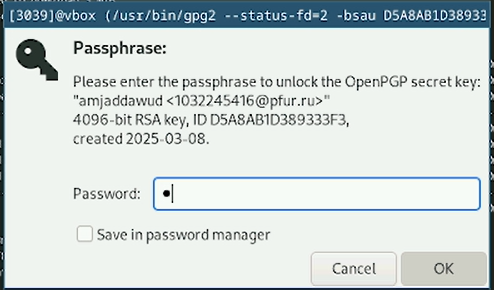 [3039]@vbox (/usr/bin/gpg2 --status-fd=2 -bsau D5A8AB1D38933
Passphrase:
Please enter the passphrase to unlock the OpenPGP secret key:
"amjaddawud <1032245416@pfur.ru>"
4096-bit RSA key, ID D5A8AB1D389333F3,
created 2025-03-08.
Password: ●
Save in password manager
Cancel OK